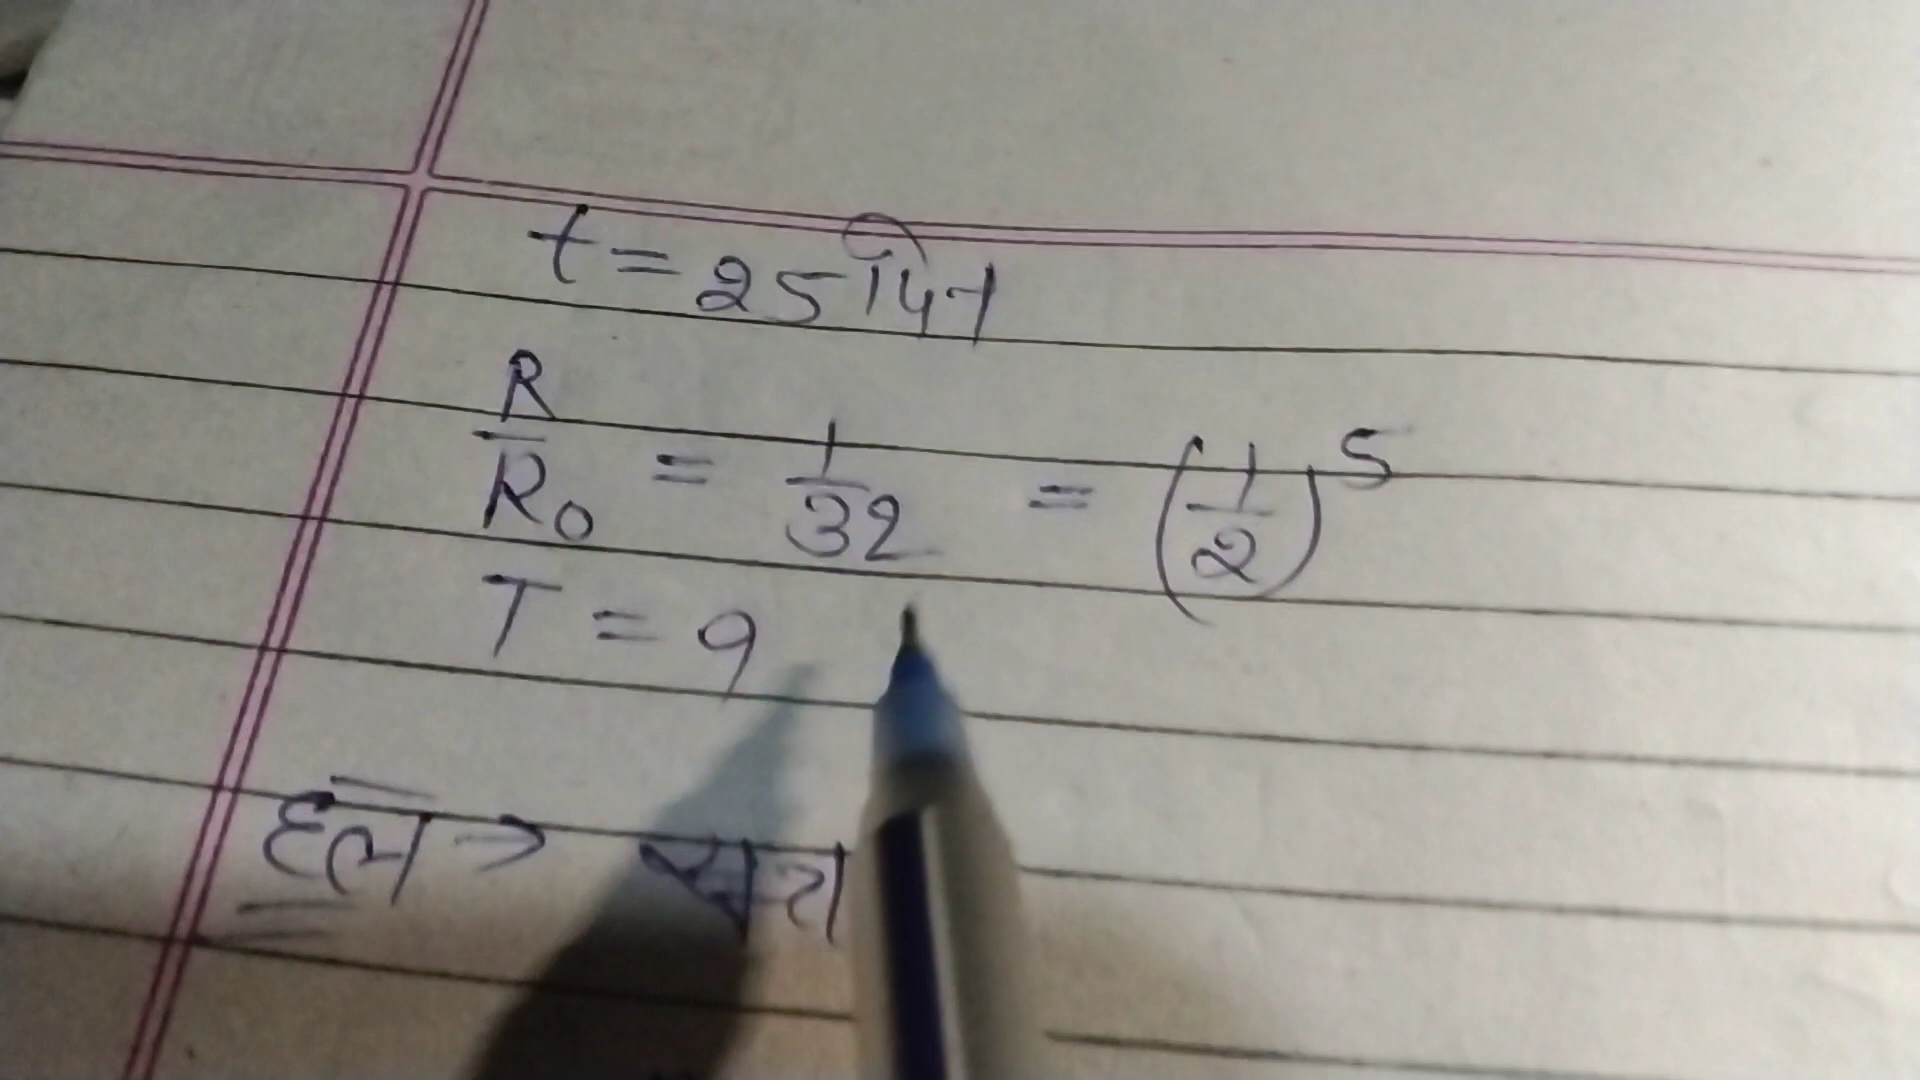 t = 25 दिन
R/R₀ = 1/32 = (1/2)⁵
T = ?
हल → सूत्र